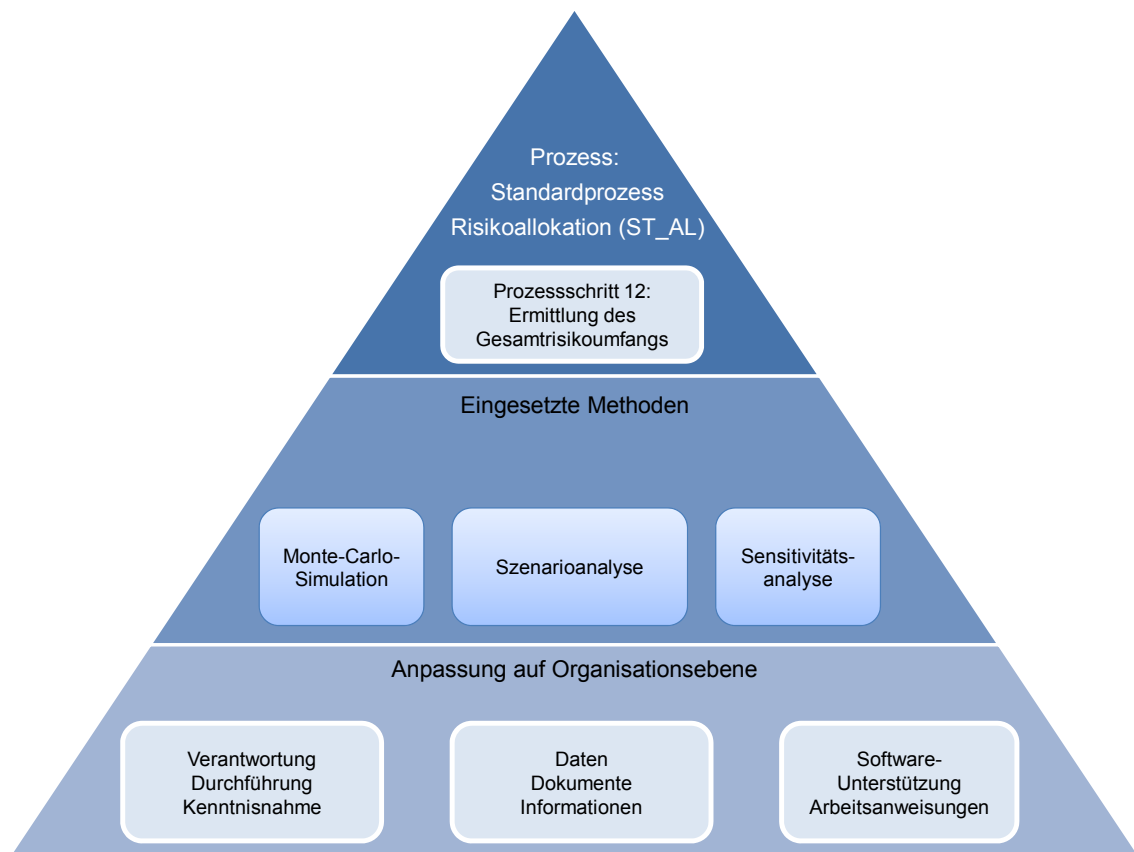 Prozess:
Standardprozess
Risikoallokation (ST_AL)
Prozessschritt 12:
Ermittlung des
Gesamtrisikoumfangs
Eingesetzte Methoden
Monte-Carlo-
Simulation
Szenarioanalyse
Sensitivitäts-
analyse
Anpassung auf Organisationsebene
Verantwortung
Durchführung
Kenntnisnahme
Daten
Dokumente
Informationen
Software-
Unterstützung
Arbeitsanweisungen